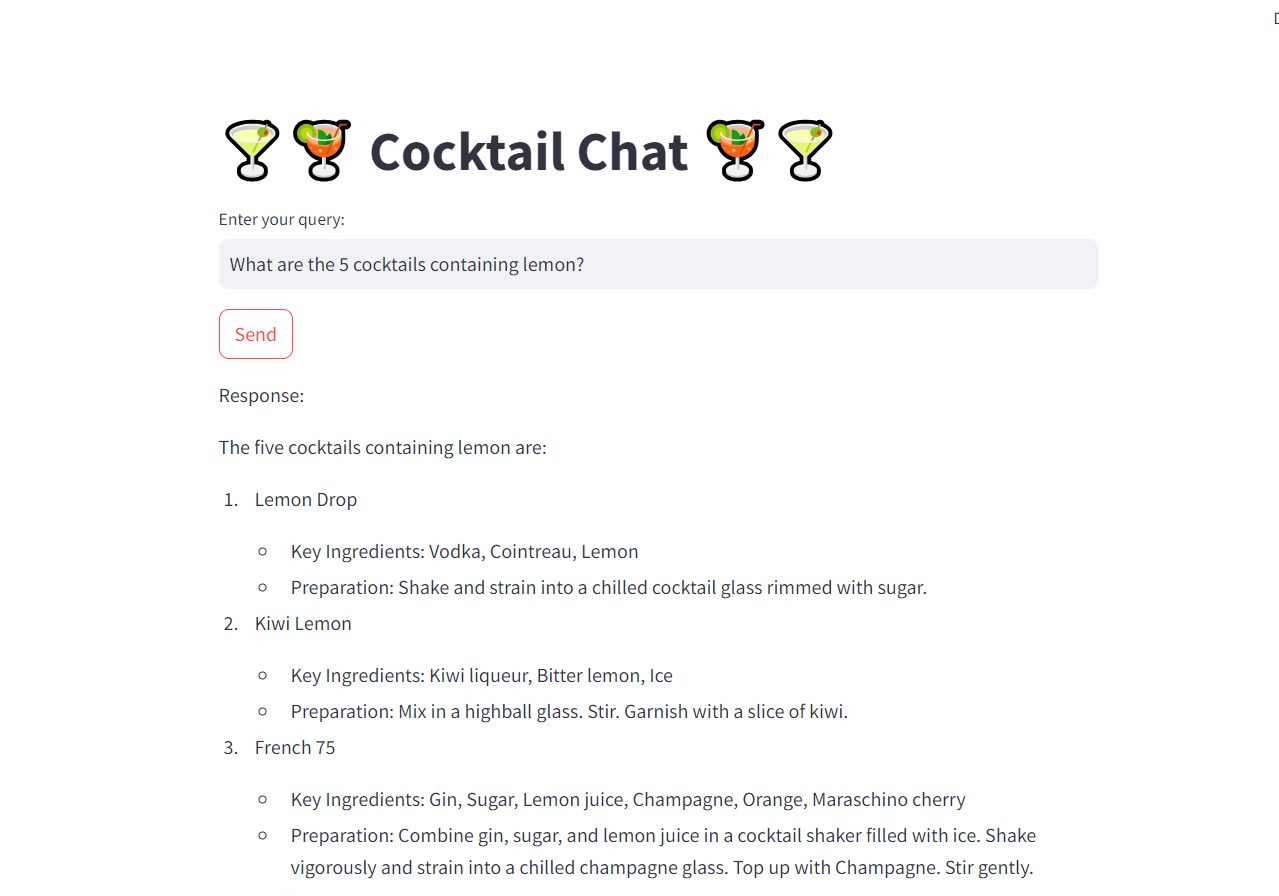 Cocktail Chat
Enter your query:
What are the 5 cocktails containing lemon?
Send
Response:
The five cocktails containing lemon are:
1. Lemon Drop
○ Key Ingredients: Vodka, Cointreau, Lemon
○ Preparation: Shake and strain into a chilled cocktail glass rimmed with sugar.
2. Kiwi Lemon
○ Key Ingredients: Kiwi liqueur, Bitter lemon, Ice
○ Preparation: Mix in a highball glass. Stir. Garnish with a slice of kiwi.
3. French 75
○ Key Ingredients: Gin, Sugar, Lemon juice, Champagne, Orange, Maraschino cherry
○ Preparation: Combine gin, sugar, and lemon juice in a cocktail shaker filled with ice. Shake
vigorously and strain into a chilled champagne glass. Top up with Champagne. Stir gently.